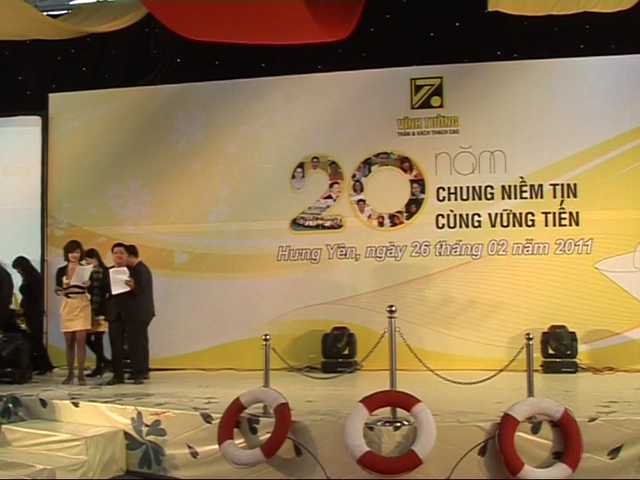 VĨNH TƯỜNG
TRẦN & VÁCH THẠCH CAO
20 năm
CHUNG NIỀM TIN
CÙNG VỮNG TIẾN
Hưng Yên, ngày 26 tháng 02 năm 2011